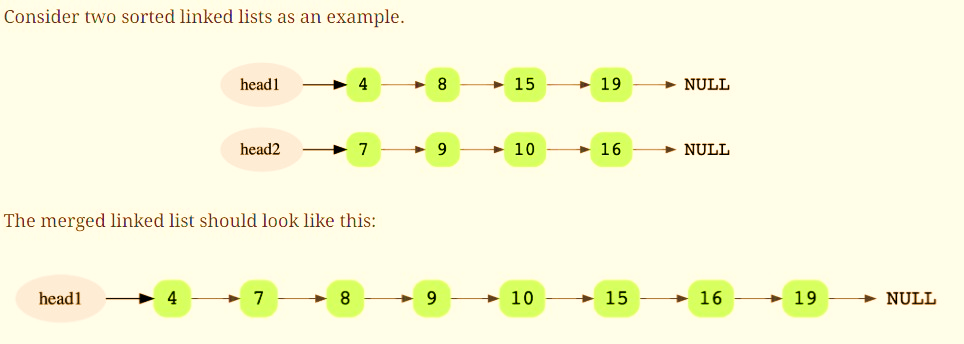 Consider two sorted linked lists as an example.
head1 4 8 15 19 NULL
head2 7 9 10 16 NULL
The merged linked list should look like this:
head1 4 7 8 9 10 15 16 19 NULL